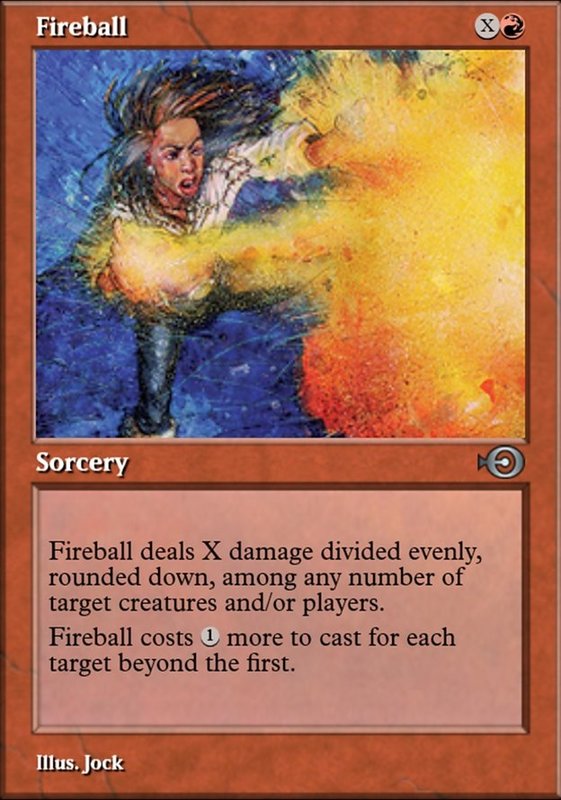 Fireball X
Sorcery
Fireball deals X damage divided evenly,
rounded down, among any number of
target creatures and/or players.
Fireball costs 1 more to cast for each
target beyond the first.
Illus. Jock